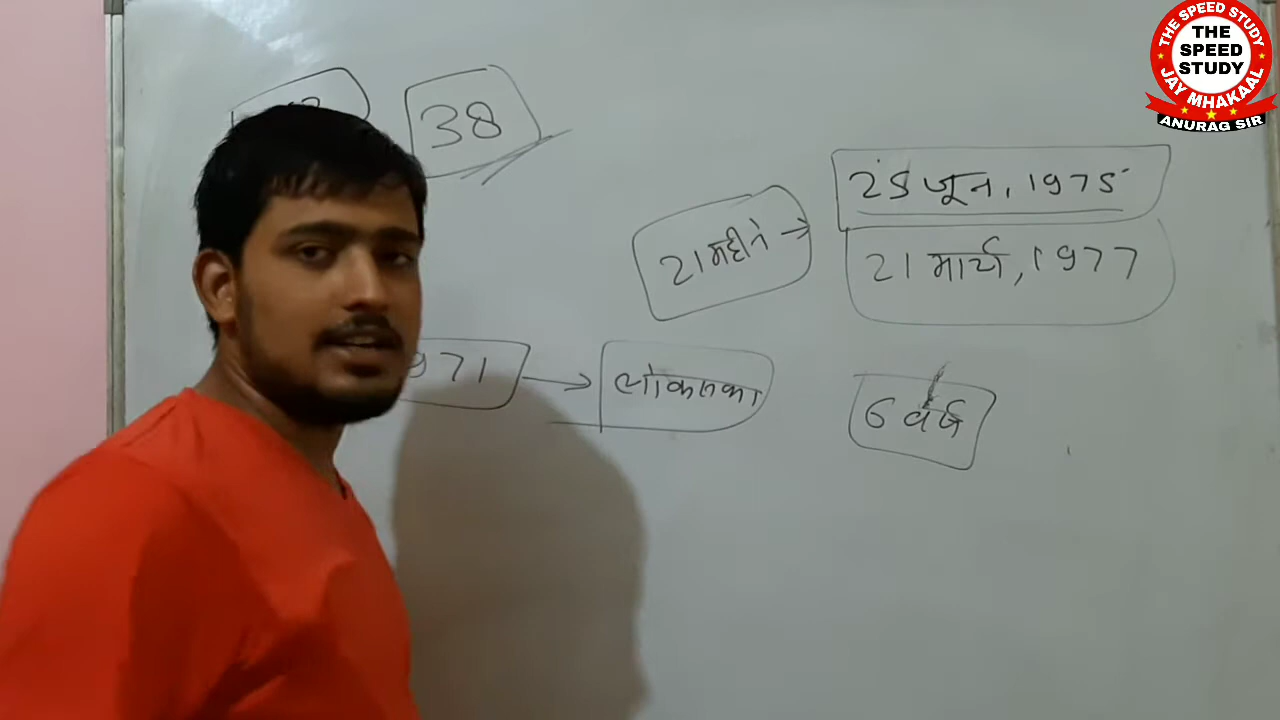 THE SPEED STUDY
THE
SPEED
STUDY
JAY MHAKAAL
ANURAG SIR
38
25 जून, 1975
21 महीने →
21 मार्च, 1977
971 →
6 वर्ष